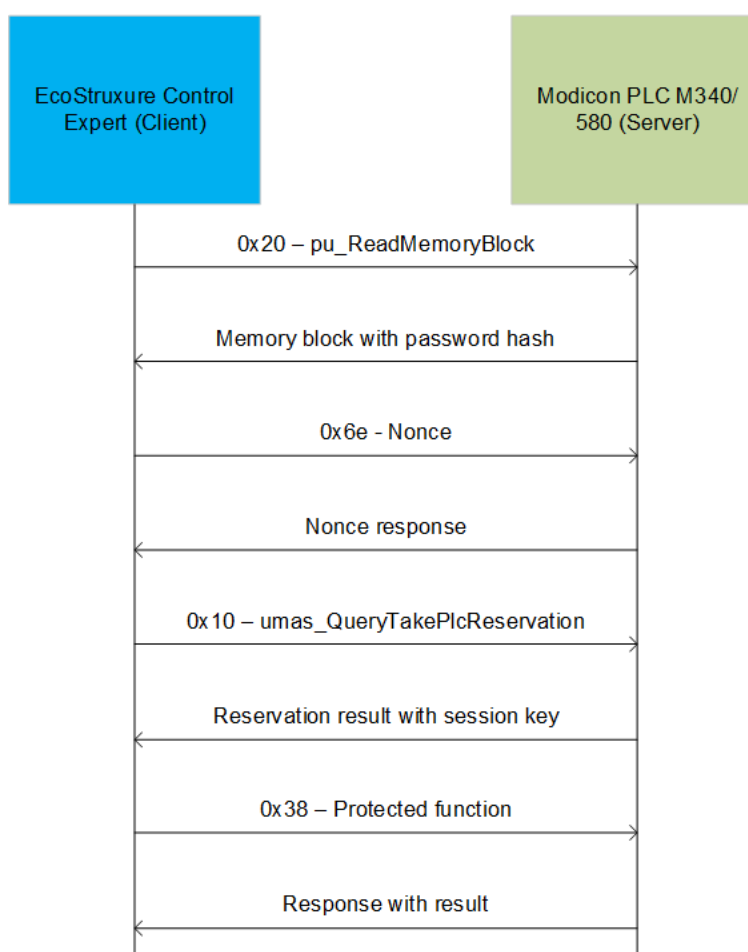 EcoStruxure Control
Expert (Client)
Modicon PLC M340/
580 (Server)
0x20 – pu_ReadMemoryBlock
Memory block with password hash
0x6e - Nonce
Nonce response
0x10 – umas_QueryTakePlcReservation
Reservation result with session key
0x38 – Protected function
Response with result